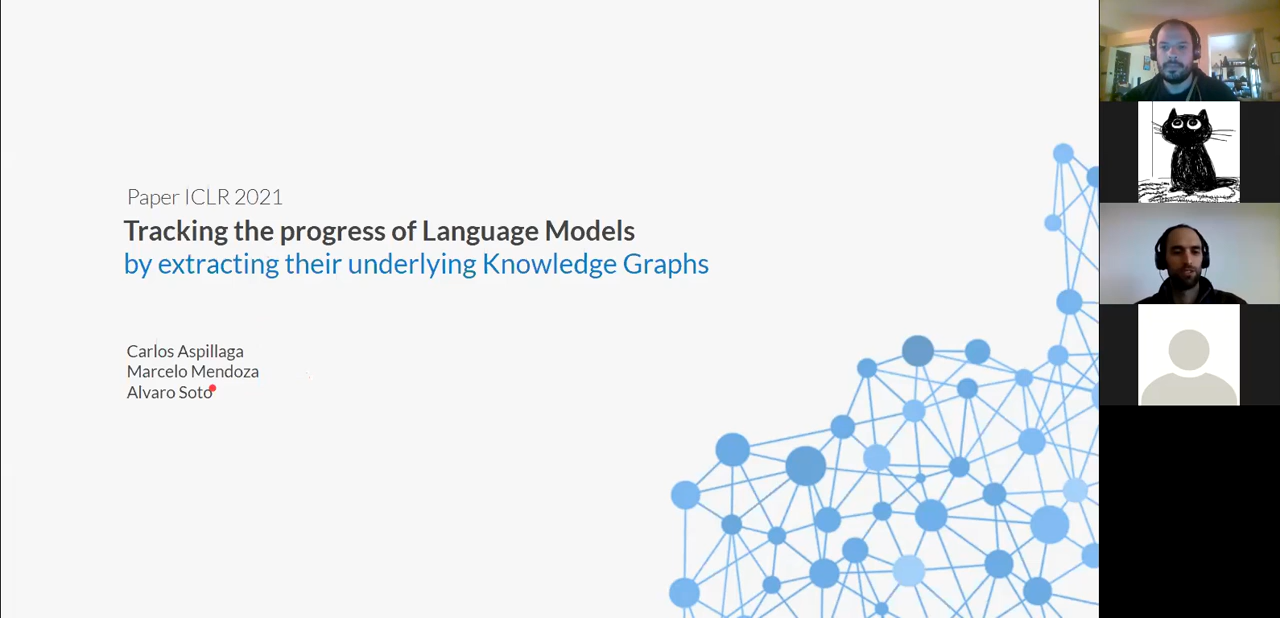 Paper ICLR 2021
Tracking the progress of Language Models
by extracting their underlying Knowledge Graphs
Carlos Aspillaga
Marcelo Mendoza
Alvaro Soto